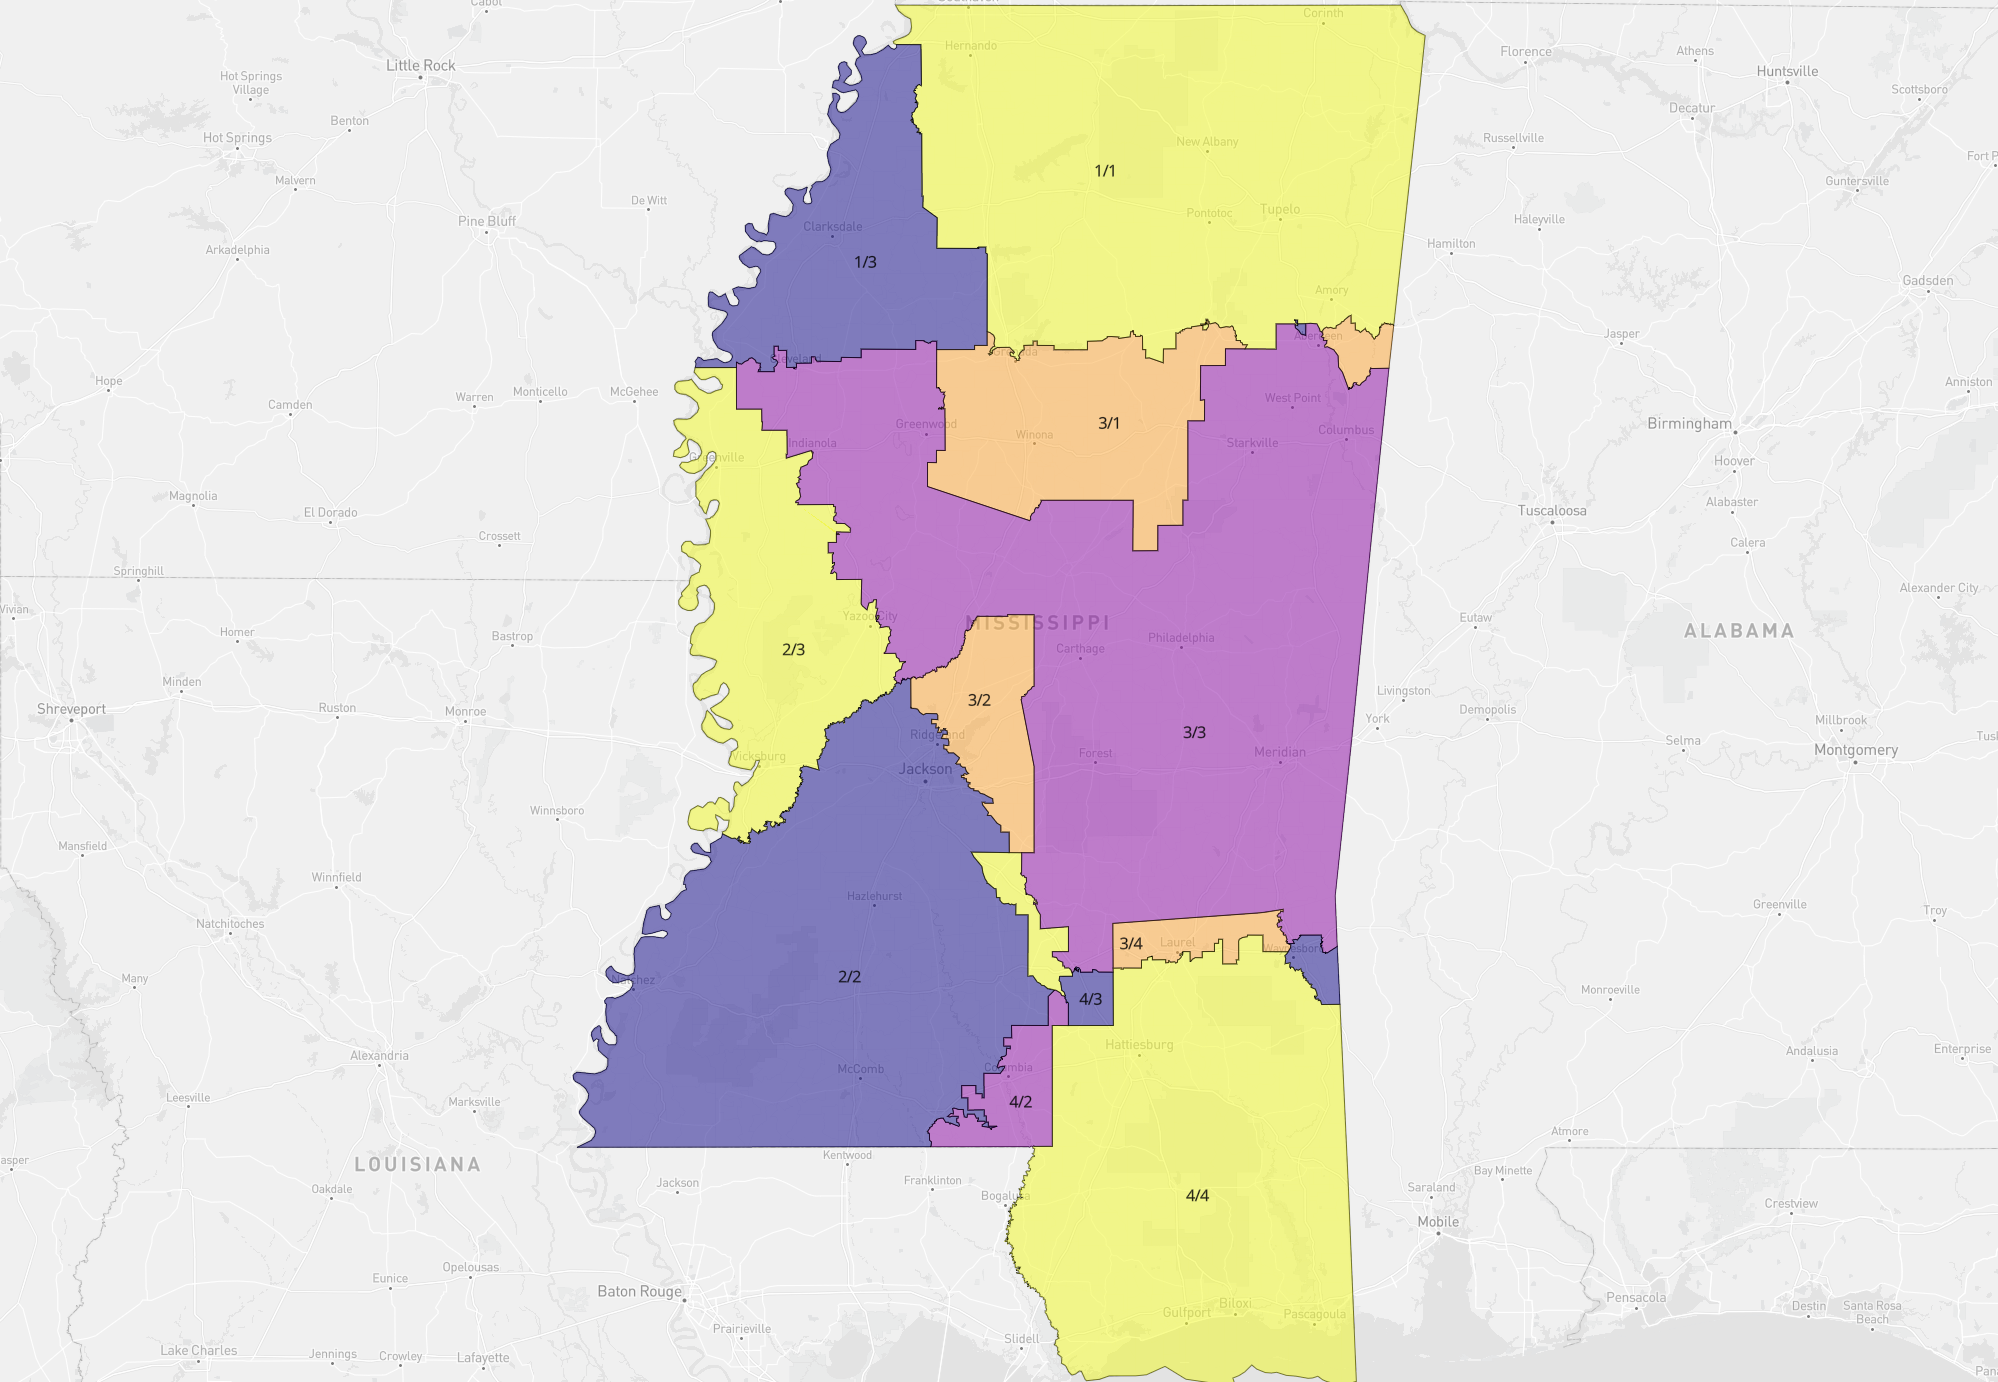 Cabot
Corinth
Little Rock
Hernando
Florence
Athens
Huntsville
Hot Springs
Village
Scottsboro
Decatur
Benton
Hot Springs
New Albany
Russellville
Fort P
1/1
Malvern
Guntersville
De Witt
Pontotoc
Tupelo
Haleyville
Pine Bluff
Clarksdale
Arkadelphia
Hamilton
1/3
Gadsden
Amory
Jasper
Aberdeen
Cleveland
Grenada
Hope
Monticello
McGehee
Anniston
Warren
West Point
Camden
3/1
Birmingham
Greenwood
Winona
Columbus
Indianola
Starkville
Greenville
Hoover
Magnolia
Alabaster
El Dorado
Tuscaloosa
Crossett
Calera
Springhill
Alexander City
Vivian
Yazoo City
Eutaw
MISSISSIPPI
ALABAMA
Homer
Bastrop
Philadelphia
Carthage
2/3
Minden
Livingston
3/2
Shreveport
Ruston
Monroe
York
Demopolis
Millbrook
3/3
Ridgeland
Selma
Tusk
Vicksburg
Forest
Meridian
Montgomery
Jackson
Winnsboro
Mansfield
Winnfield
Hazlehurst
Greenville
Troy
Natchitoches
3/4
Laurel
Waynesboro
Many
2/2
Natchez
Monroeville
4/3
Hattiesburg
Alexandria
Andalusia
Enterprise
McComb
Columbia
Leesville
Marksville
4/2
Atmore
Kentwood
LOUISIANA
Bay Minette
asper
Jackson
Franklinton
Oakdale
Bogalusa
4/4
Saraland
Crestview
Mobile
Opelousas
Eunice
Baton Rouge
Biloxi
Pensacola
Gulfport
Pascagoula
Destin
Santa Rosa
Beach
Prairieville
Slidell
Lake Charles
Jennings
Crowley
Lafayette
Pan